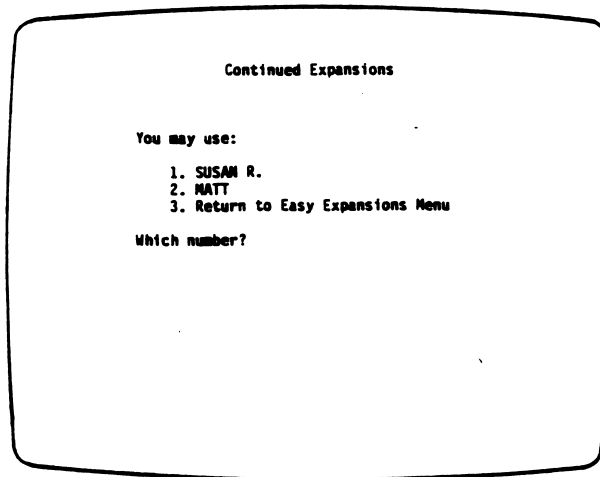 Continued Expansions
You may use:
1. SUSAN R.
2. MATT
3. Return to Easy Expansions Menu
Which number?